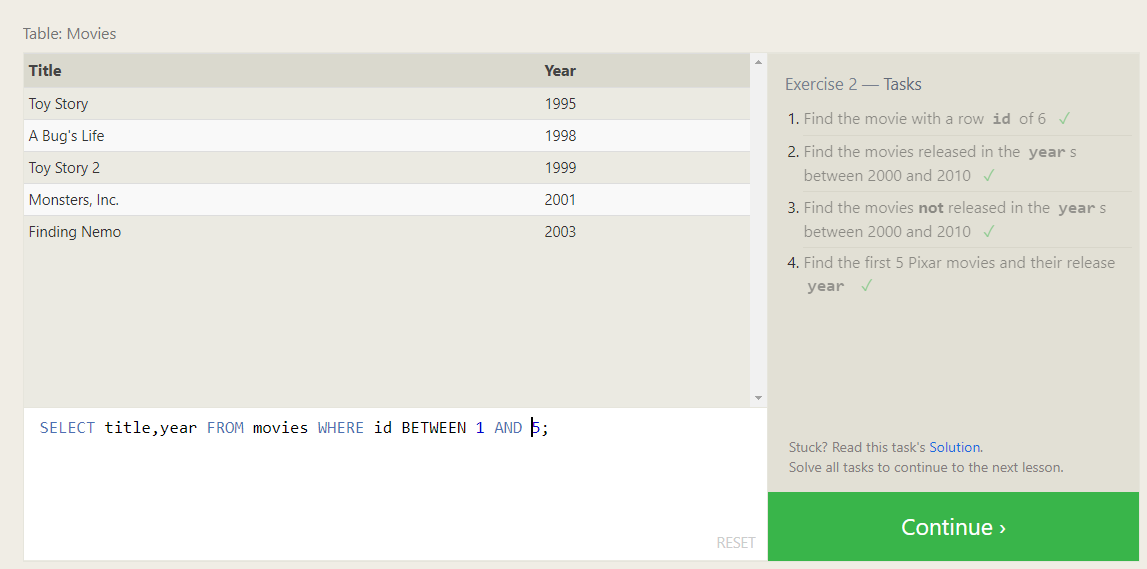 Table: Movies
Title Year
Toy Story 1995
A Bug's Life 1998
Toy Story 2 1999
Monsters, Inc. 2001
Finding Nemo 2003
SELECT title,year FROM movies WHERE id BETWEEN 1 AND 5;
RESET
Exercise 2 — Tasks
1. Find the movie with a row id of 6 ✓
2. Find the movies released in the year s
between 2000 and 2010 ✓
3. Find the movies not released in the year s
between 2000 and 2010 ✓
4. Find the first 5 Pixar movies and their release
year ✓
Stuck? Read this task's Solution.
Solve all tasks to continue to the next lesson.
Continue ›